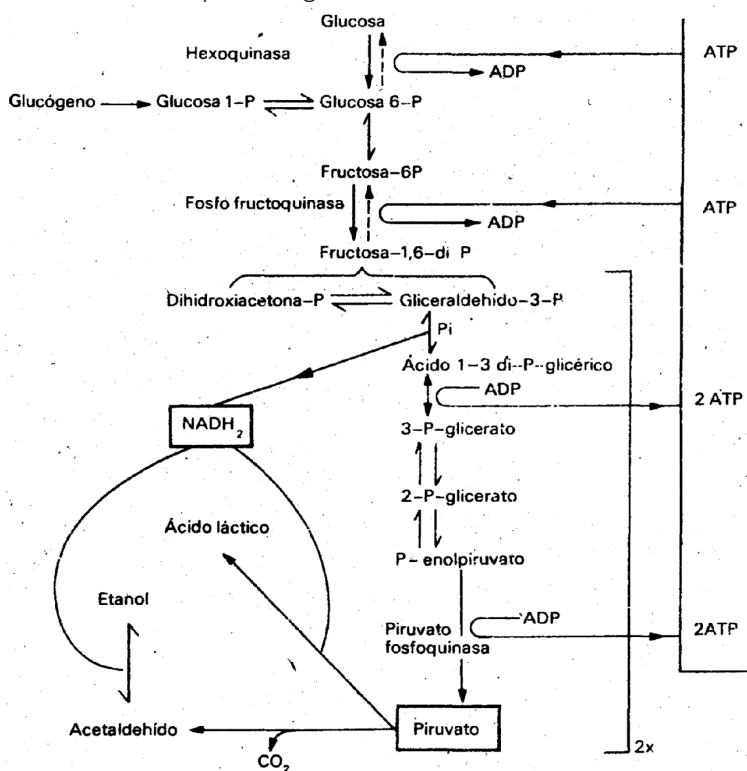 Glucosa
Hexoquinasa
ATP
ADP
Glucógeno
Glucosa 1-P
Glucosa 6-P
Fructosa-6P
Fosfo fructoquinasa
ATP
ADP
Fructosa-1,6-di P
Dihidroxiacetona-P
Gliceraldehido-3-P
Pi
Ácido 1-3 di--P-glicérico
ADP
2 ATP
NADH2
3-P-glicerato
2-P-glicerato
Ácido láctico
P- enolpiruvato
Etanol
ADP
2ATP
Piruvato
fosfoquinasa
Acetaldehído
Piruvato
CO2
2x